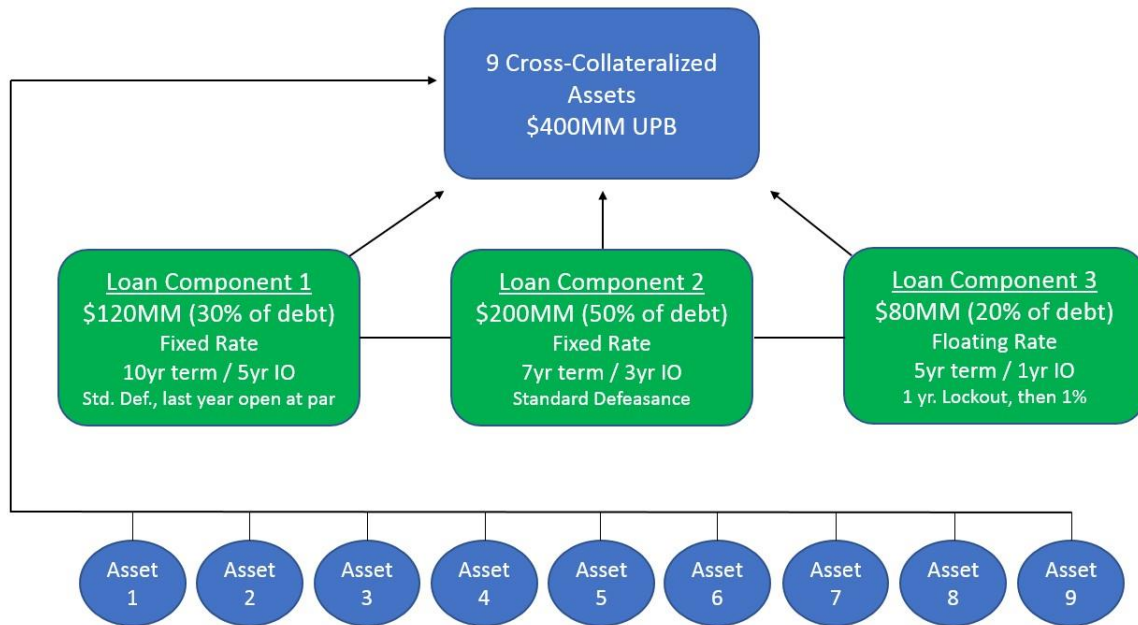 9 Cross-Collateralized
Assets
$400MM UPB
Loan Component 1
$120MM (30% of debt)
Fixed Rate
10yr term / 5yr IO
Std. Def., last year open at par
Loan Component 2
$200MM (50% of debt)
Fixed Rate
7yr term / 3yr IO
Standard Defeasance
Loan Component 3
$80MM (20% of debt)
Floating Rate
5yr term / 1yr IO
1 yr. Lockout, then 1%
Asset
1
Asset
2
Asset
3
Asset
4
Asset
5
Asset
6
Asset
7
Asset
8
Asset
9